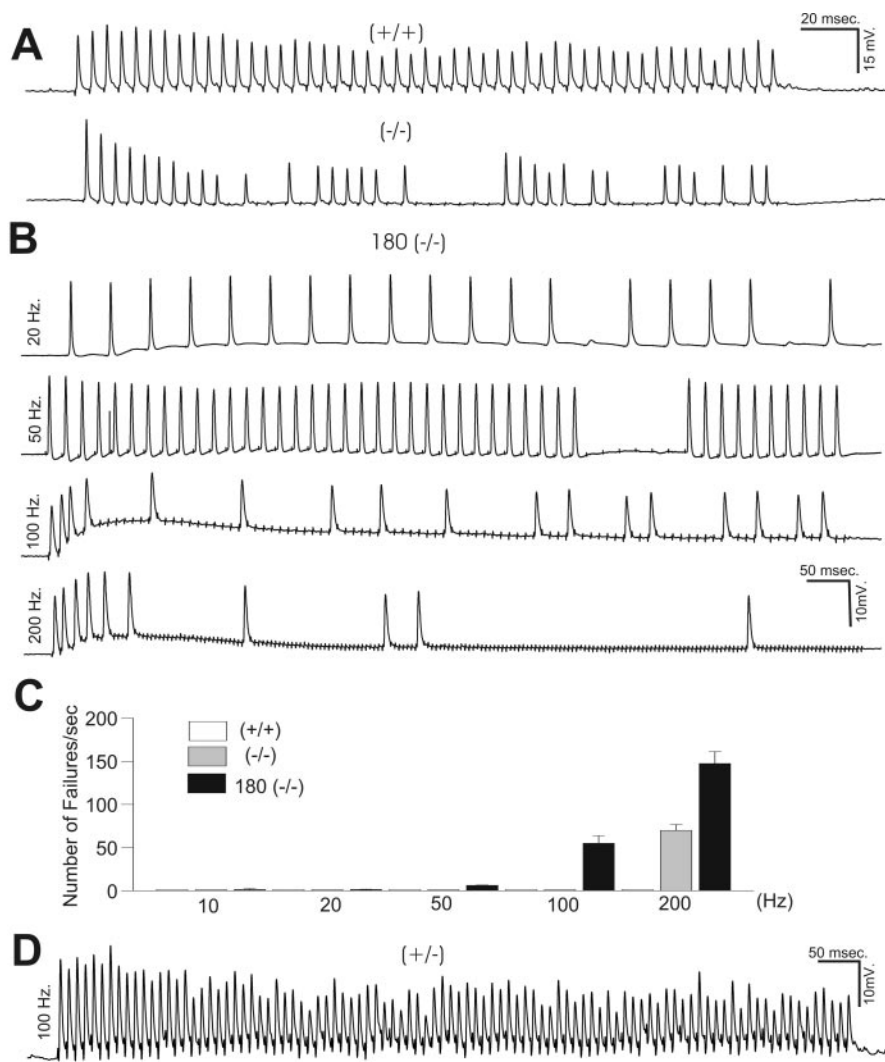 A
(+/+)
20 msec.
15 mV.
(-/-)
B
180 (-/-)
20 Hz.
50 Hz.
100 Hz.
200 Hz.
50 msec.
10mV.
C
Number of Failures/sec
200
150
100
50
0
(+/+)
(-/-)
180 (-/-)
10 20 50 100 200 (Hz)
D
(+/-)
100 Hz.
50 msec.
10mV.